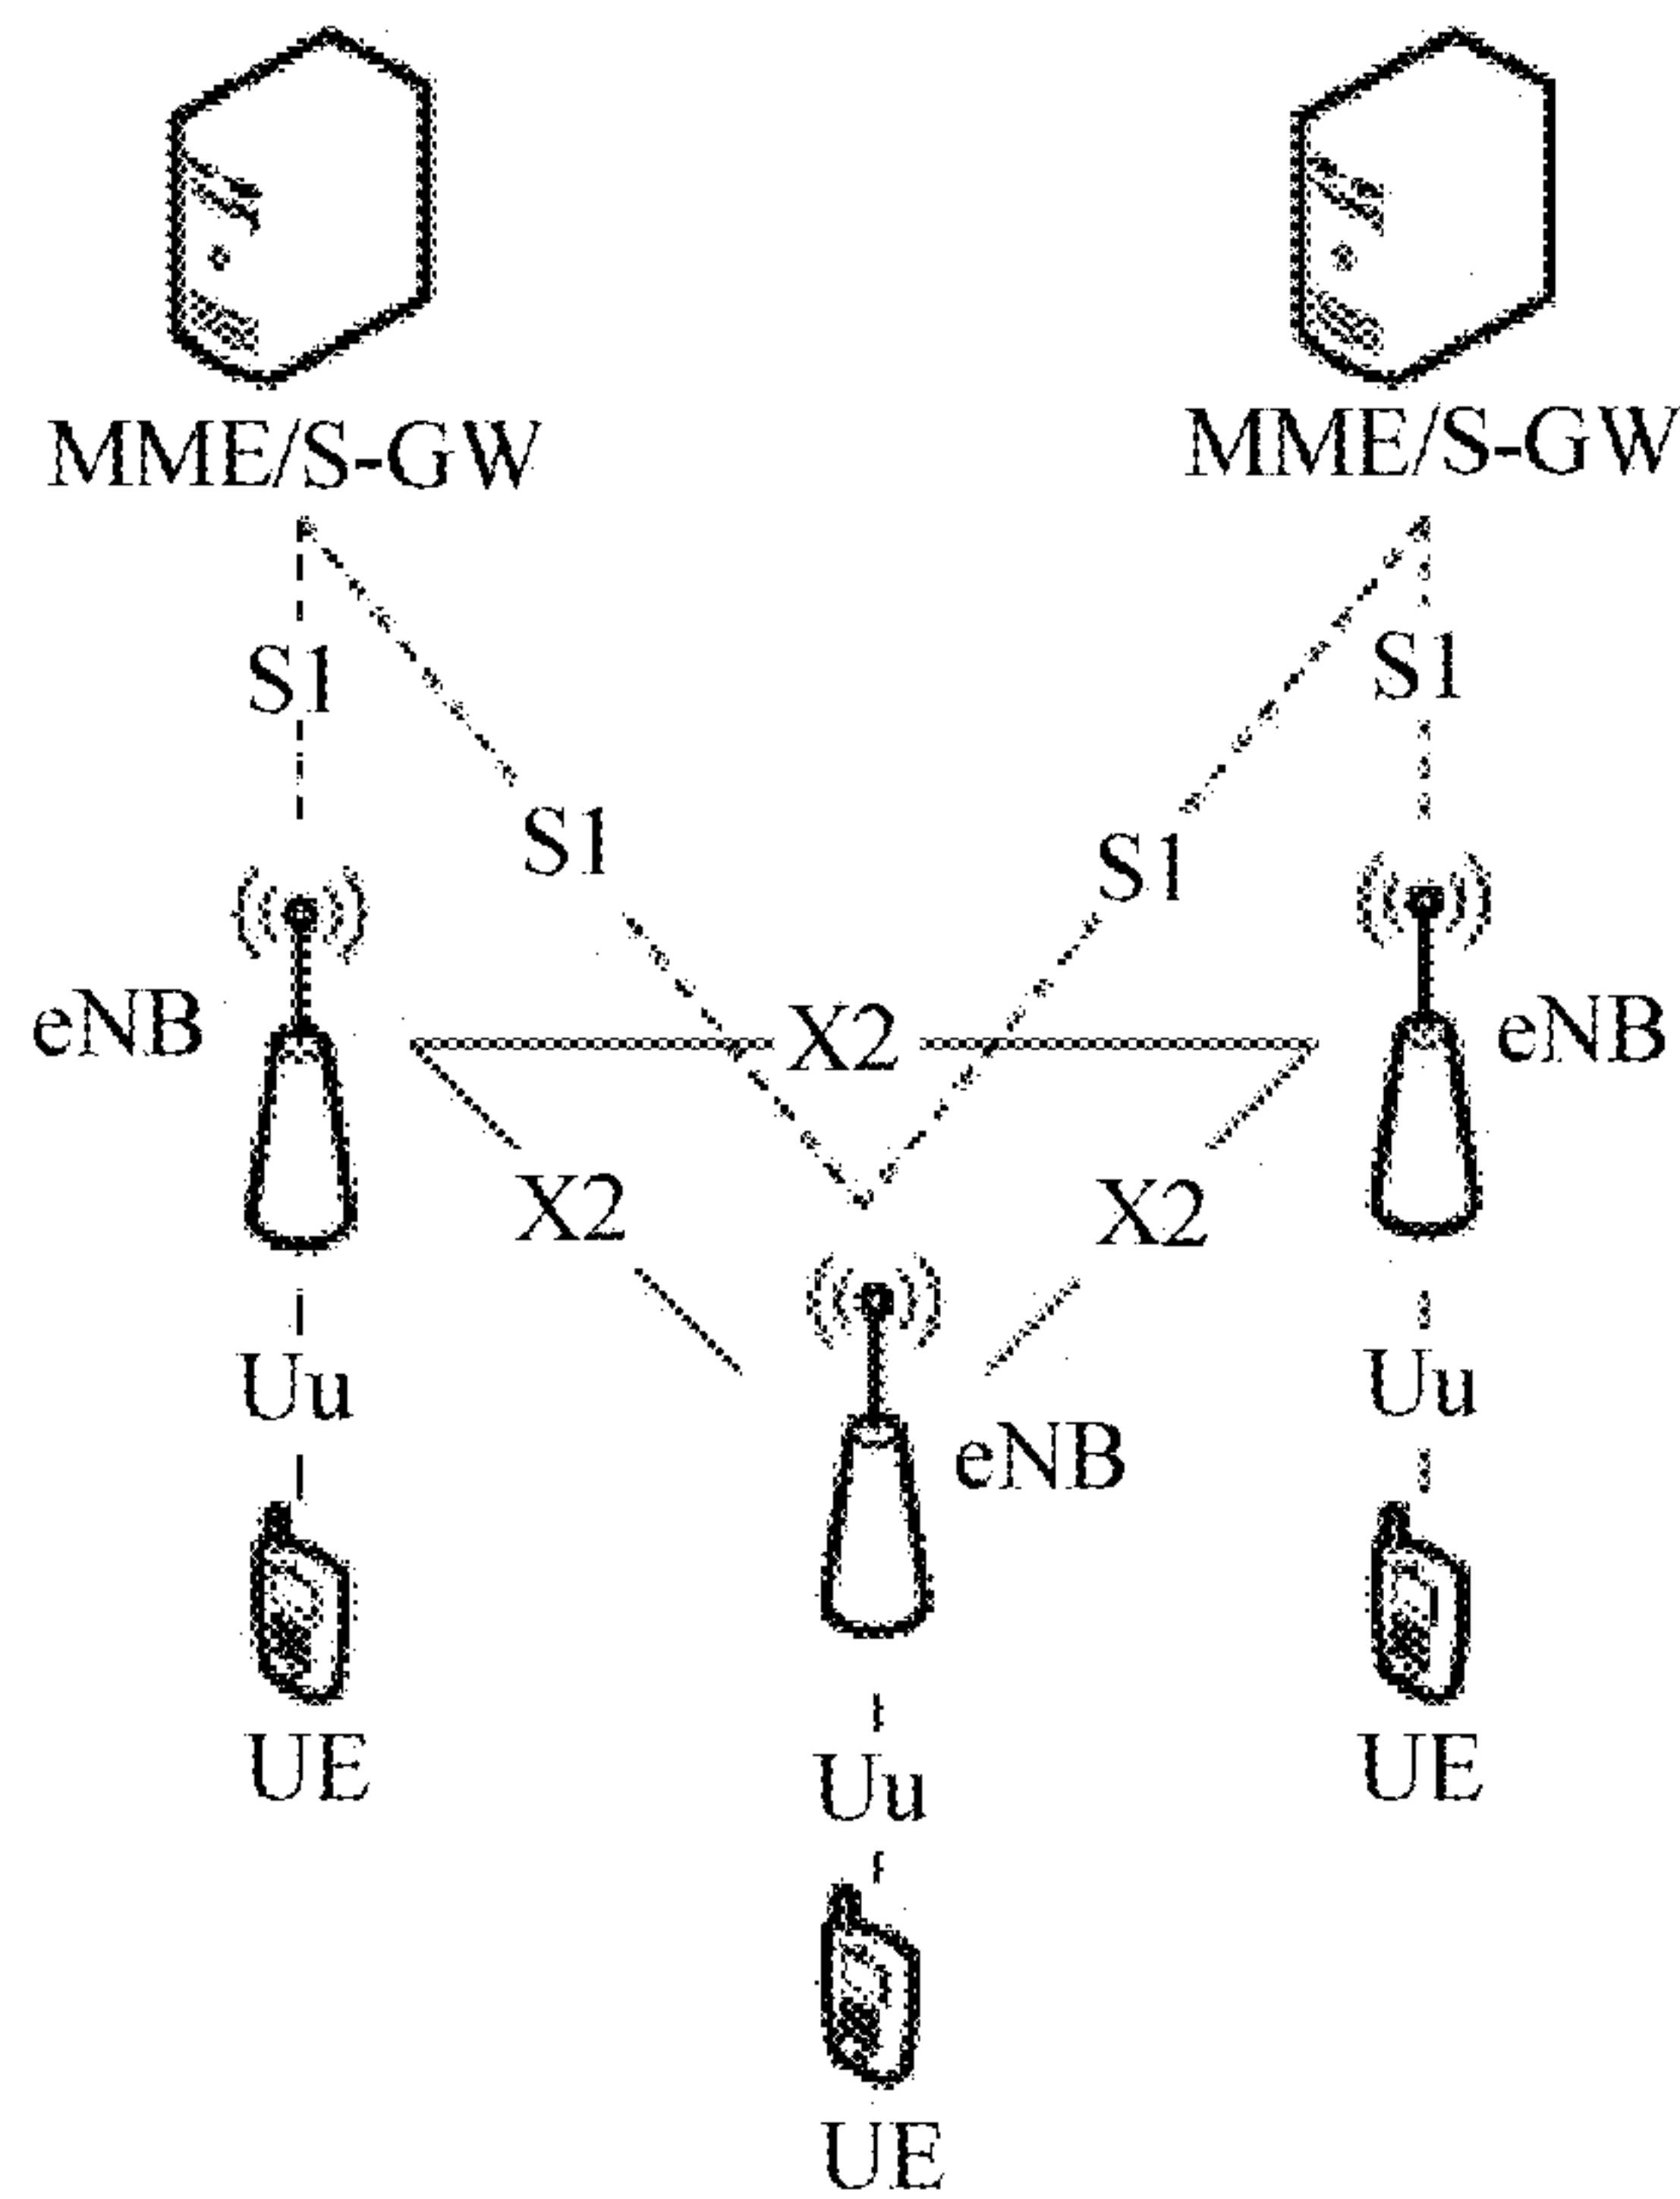 MME/S-GW
MME/S-GW
S1
S1
S1
S1
eNB
X2
eNB
X2
X2
Uu
Uu
eNB
UE
UE
Uu
UE